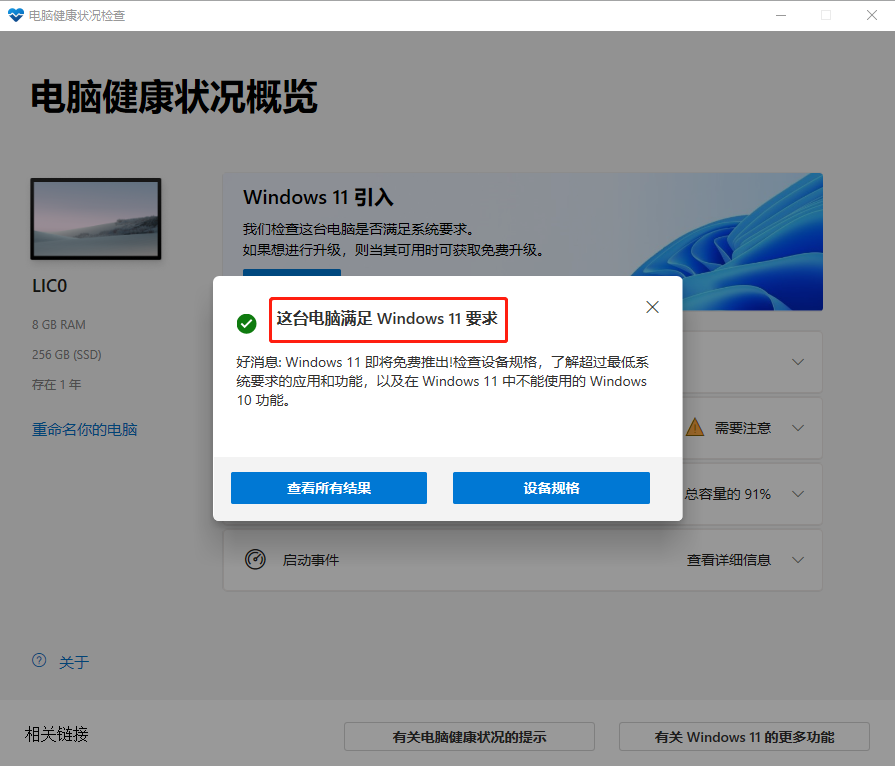 电脑健康状况检查
电脑健康状况概览
Windows 11 引入
我们检查这台电脑是否满足系统要求。
如果想进行升级，则当其可用时可获取免费升级。
LIC0
8 GB RAM
256 GB (SSD)
存在 1 年
重命名你的电脑
这台电脑满足 Windows 11 要求
好消息: Windows 11 即将免费推出!检查设备规格，了解超过最低系
统要求的应用和功能，以及在 Windows 11 中不能使用的 Windows
10 功能。
查看所有结果
设备规格
需要注意
总容量的 91%
启动事件
查看详细信息
关于
相关链接
有关电脑健康状况的提示
有关 Windows 11 的更多功能